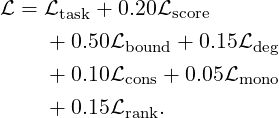 ℒ = ℒ_task + 0.20ℒ_score
+ 0.50ℒ_bound + 0.15ℒ_deg
+ 0.10ℒ_cons + 0.05ℒ_mono
+ 0.15ℒ_rank.